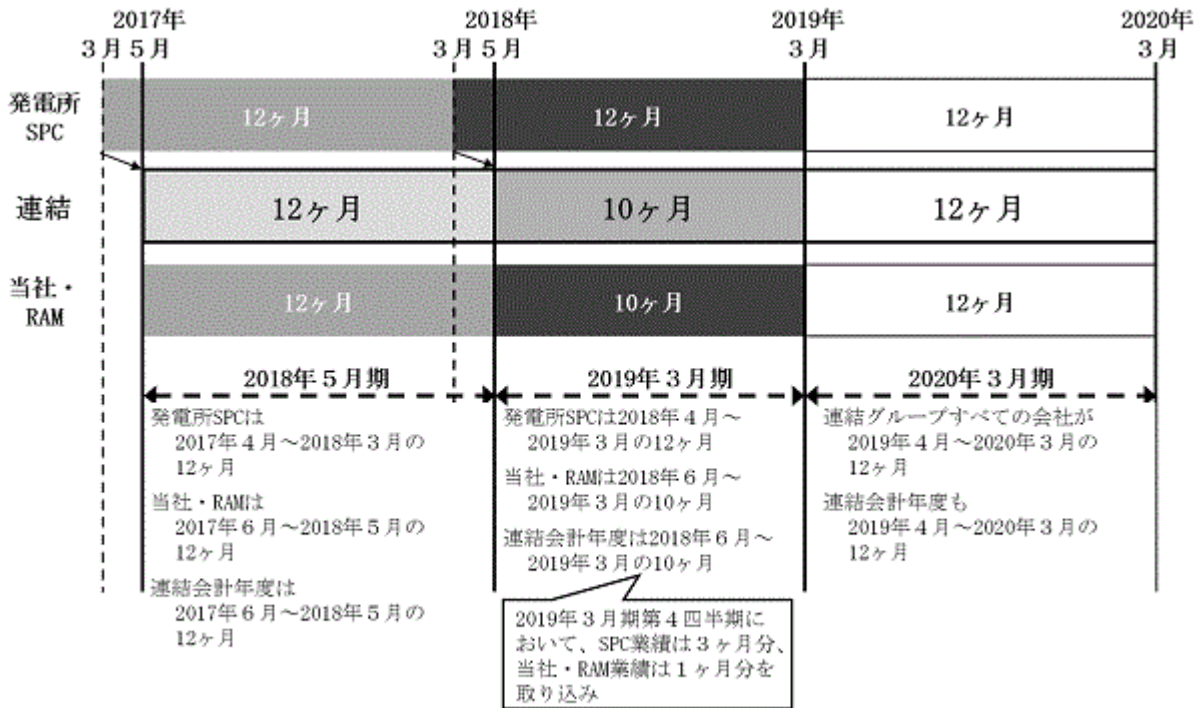 2017年
3月5月
2018年
3月5月
2019年
3月
2020年
3月
発電所
SPC
12ヶ月
12ヶ月
12ヶ月
連結
12ヶ月
10ヶ月
12ヶ月
当社・
RAM
12ヶ月
10ヶ月
12ヶ月
2018年5月期
2019年3月期
2020年3月期
発電所SPCは
2017年4月～2018年3月の
12ヶ月
当社・RAMは
2017年6月～2018年5月の
12ヶ月
連結会計年度は
2017年6月～2018年5月の
12ヶ月
発電所SPCは2018年4月～
2019年3月の12ヶ月
当社・RAMは2018年6月～
2019年3月の10ヶ月
連結会計年度は2018年6月～
2019年3月の10ヶ月
2019年3月期第4四半期に
おいて、SPC業績は3ヶ月分、
当社・RAM業績は1ヶ月分を
取り込み
連結グループすべての会社が
2019年4月～2020年3月の
12ヶ月
連結会計年度も
2019年4月～2020年3月の
12ヶ月